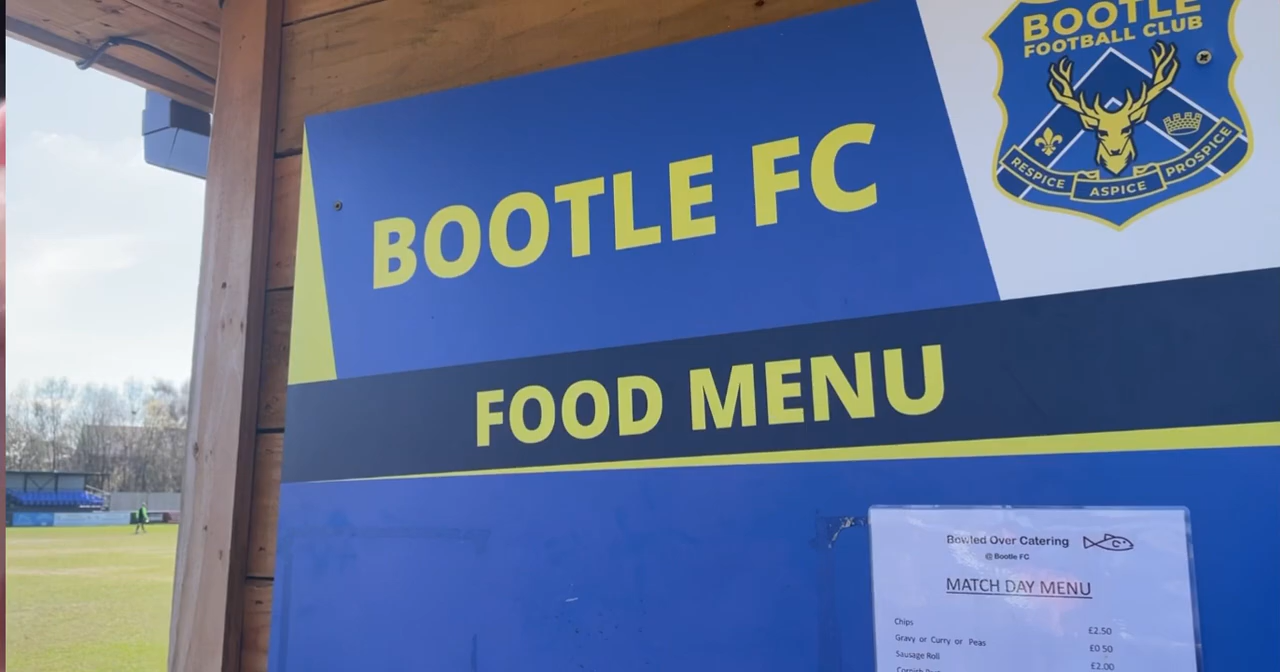 BOOTLE
FOOTBALL CLUB
RESPICE ASPICE PROSPICE
BOOTLE FC
FOOD MENU
Bowled Over Catering
@ Bootle FC
MATCH DAY MENU
Chips £2.50
Gravy or Curry or Peas £0.50
Sausage Roll £2.00